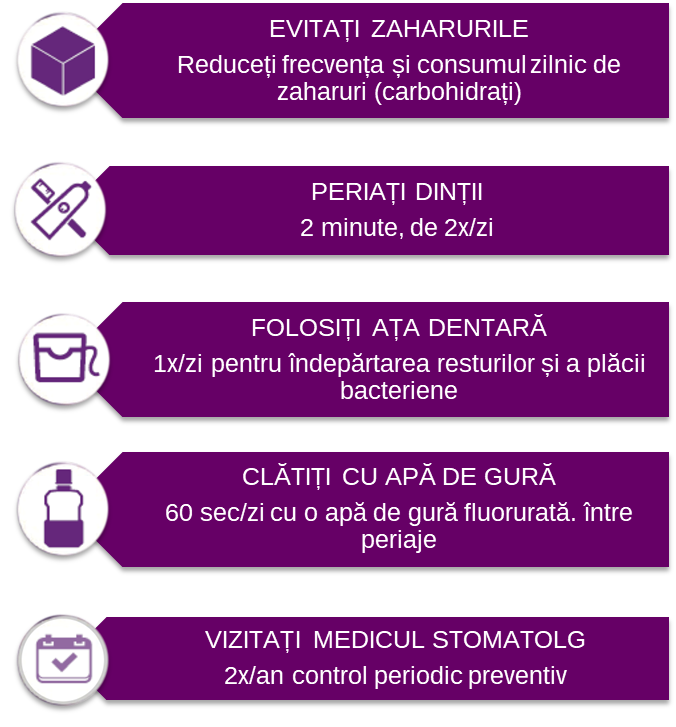 EVITAȚI ZAHARURILE
Reduceți frecvența și consumul zilnic de
zaharuri (carbohidrați)
PERIAȚI DINȚII
2 minute, de 2x/zi
FOLOSIȚI AȚA DENTARĂ
1x/zi pentru îndepărtarea resturilor și a plăcii
bacteriene
CLĂTIȚI CU APĂ DE GURĂ
60 sec/zi cu o apă de gură fluorurată. între
periaje
VIZITAȚI MEDICUL STOMATOLG
2x/an control periodic preventiv